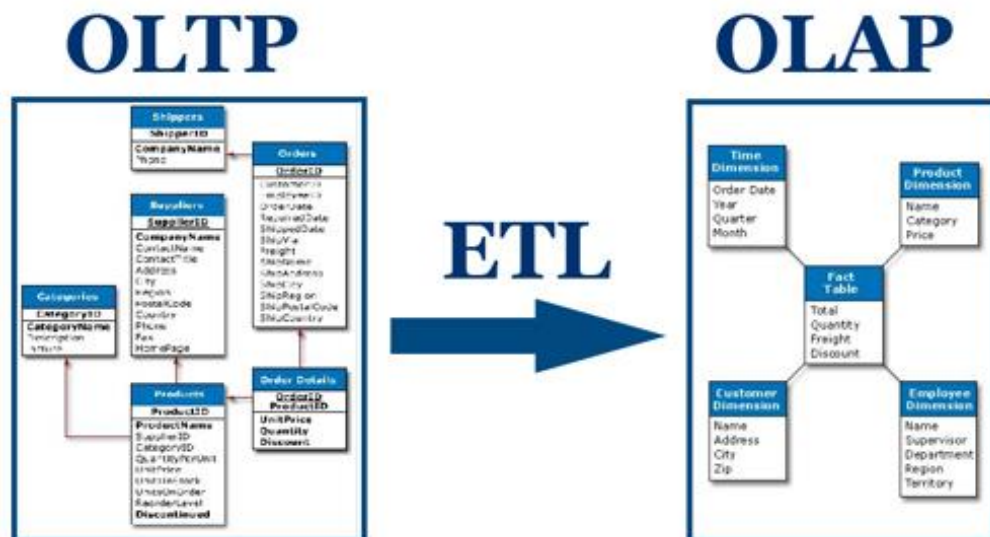 OLTP
OLAP
ETL
Shippers
ShipperID
CompanyName
Phone
Orders
OrderID
CustomerID
EmployeeID
OrderDate
RequiredDate
ShippedDate
ShipVia
Freight
ShipName
ShipAddress
ShipCity
ShipRegion
ShipPostalCode
ShipCountry
Suppliers
SupplierID
CompanyName
ContactName
ContactTitle
Address
City
Region
PostalCode
Country
Phone
Fax
HomePage
Categories
CategoryID
CategoryName
Description
Products
ProductID
ProductName
SupplierID
CategoryID
QuantityPerUnit
UnitPrice
UnitsInStock
UnitsOnOrder
ReorderLevel
Discontinued
Order Details
OrderID
ProductID
UnitPrice
Quantity
Discount
Time
Dimension
Order Date
Year
Quarter
Month
Product
Dimension
Name
Category
Price
Fact
Table
Total
Quantity
Freight
Discount
Customer
Dimension
Name
Address
City
Zip
Employee
Dimension
Name
Supervisor
Department
Region
Territory